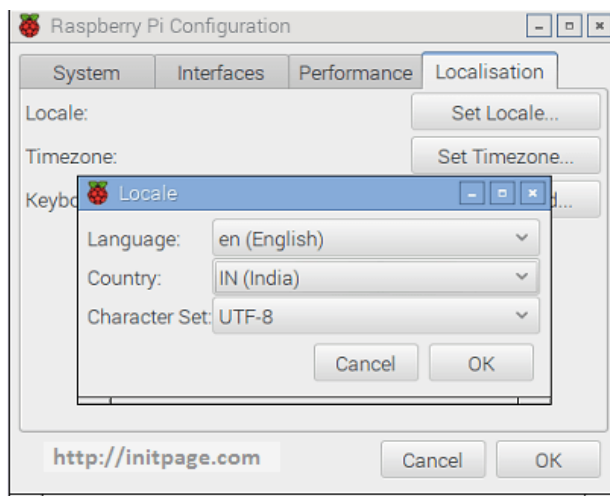 Raspberry Pi Configuration
System Interfaces Performance Localisation
Locale: Set Locale...
Timezone: Set Timezone...
Locale
Language: en (English)
Country: IN (India)
Character Set: UTF-8
Cancel OK
http://initpage.com Cancel OK